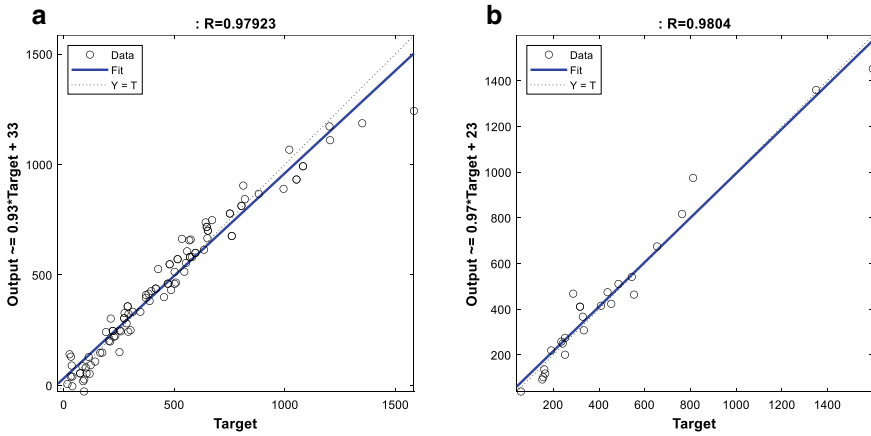 a
: R=0.97923
Data
Fit
Y = T
Output ~= 0.93*Target + 33
1500
1000
500
0
0 500 1000 1500
Target
b
: R=0.9804
Data
Fit
Y = T
Output ~= 0.97*Target + 23
1400
1200
1000
800
600
400
200
200 400 600 800 1000 1200 1400
Target